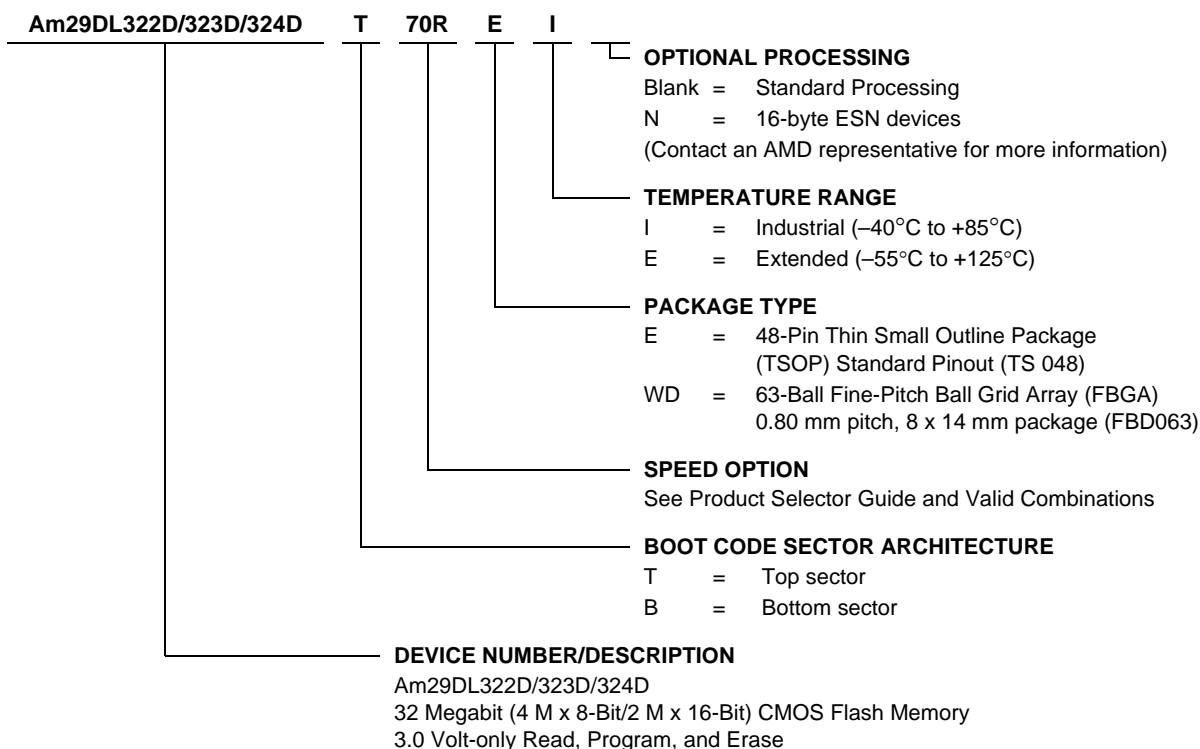 Am29DL322D/323D/324D T 70R E I
OPTIONAL PROCESSING
Blank = Standard Processing
N = 16-byte ESN devices
(Contact an AMD representative for more information)
TEMPERATURE RANGE
I = Industrial (–40°C to +85°C)
E = Extended (–55°C to +125°C)
PACKAGE TYPE
E = 48-Pin Thin Small Outline Package
(TSOP) Standard Pinout (TS 048)
WD = 63-Ball Fine-Pitch Ball Grid Array (FBGA)
0.80 mm pitch, 8 x 14 mm package (FBD063)
SPEED OPTION
See Product Selector Guide and Valid Combinations
BOOT CODE SECTOR ARCHITECTURE
T = Top sector
B = Bottom sector
DEVICE NUMBER/DESCRIPTION
Am29DL322D/323D/324D
32 Megabit (4 M x 8-Bit/2 M x 16-Bit) CMOS Flash Memory
3.0 Volt-only Read, Program, and Erase